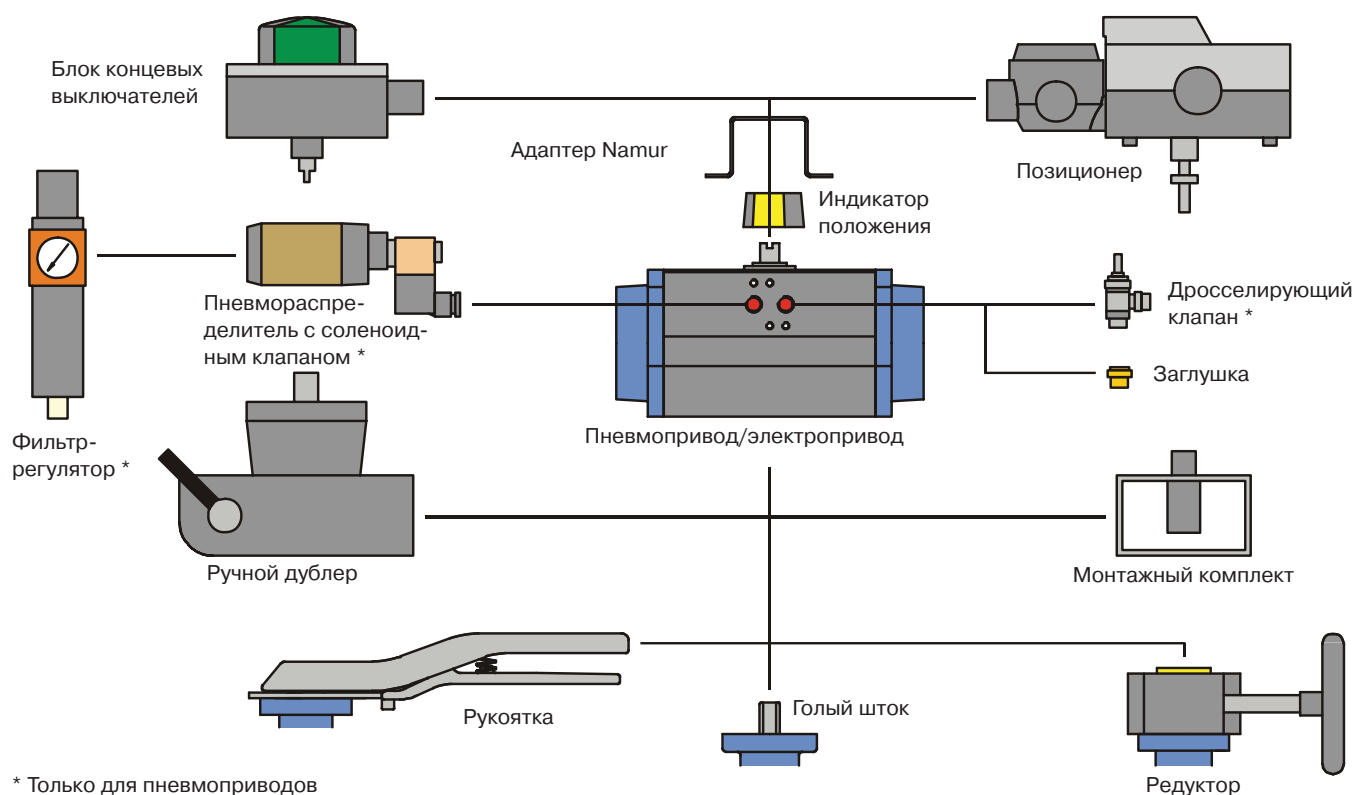 Блок концевых
выключателей
Адаптер Namur
Позиционер
Индикатор
положения
Пневмораспре-
делитель с соленоид-
ным клапаном *
Дросселирующий
клапан *
Заглушка
Фильтр-
регулятор *
Пневмопривод/электропривод
Ручной дублер
Монтажный комплект
Рукоятка
Голый шток
Редуктор
* Только для пневмоприводов